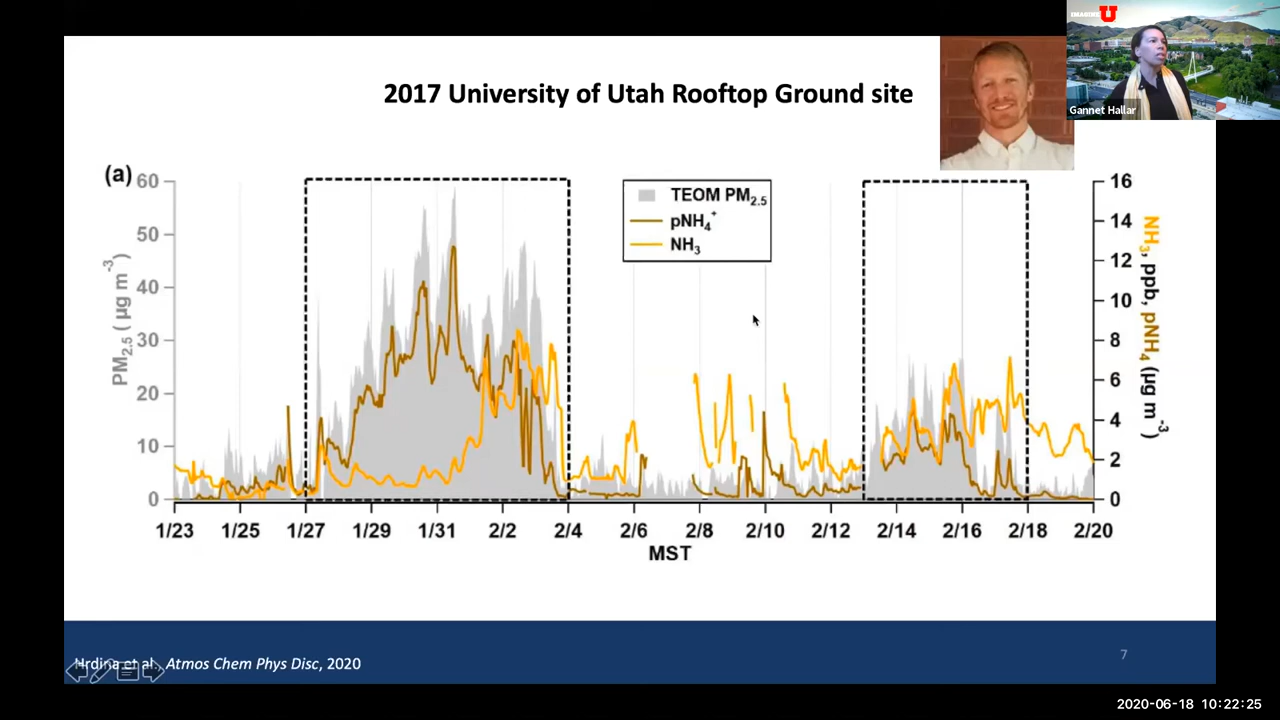 IMAGINE U
Gannet Hallar
2017 University of Utah Rooftop Ground site
(a)
TEOM PM2.5
pNH4+
NH3
PM2.5 ( µg m-3)
60
50
40
30
20
10
0
16
14
12
10
8
6
4
2
0
NH3, ppb, pNH4 (µg m-3)
1/23 1/25 1/27 1/29 1/31 2/2 2/4 2/6 2/8 2/10 2/12 2/14 2/16 2/18 2/20
MST
Hrdina et al., Atmos Chem Phys Disc, 2020
7
2020-06-18 10:22:25